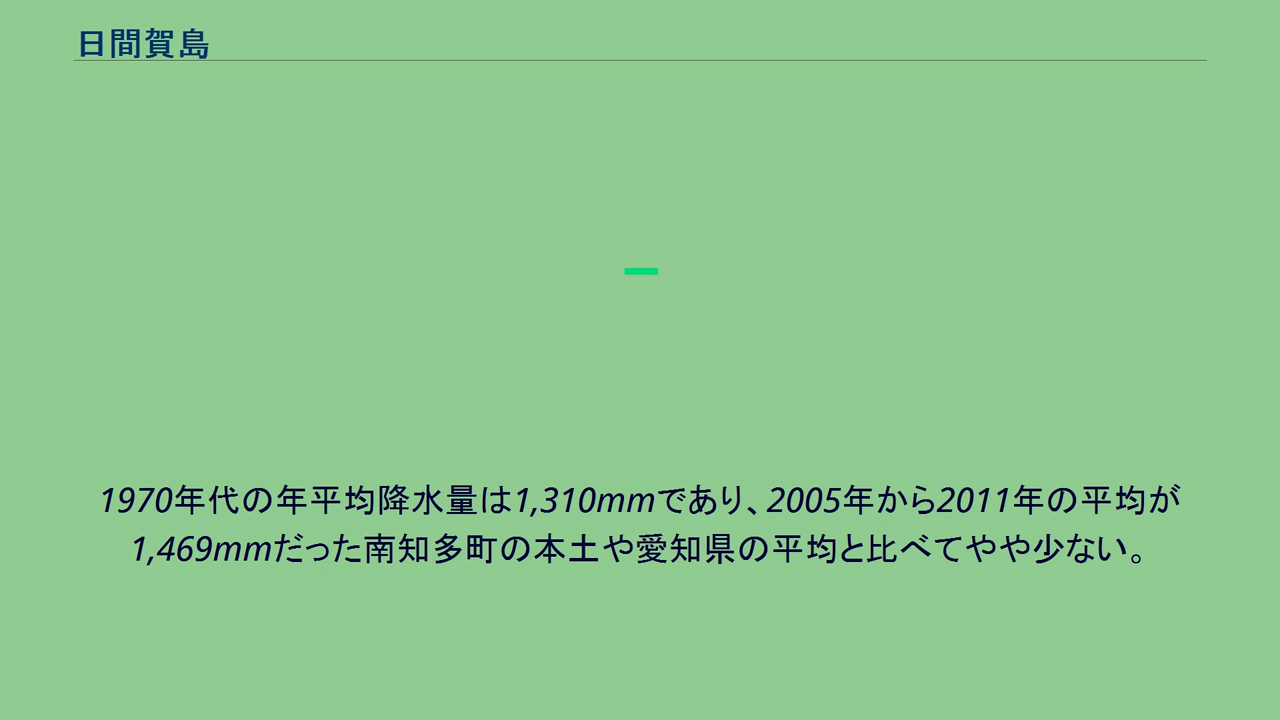 日間賀島
1970年代の年平均降水量は1,310mmであり、2005年から2011年の平均が
1,469mmだった南知多町の本土や愛知県の平均と比べてやや少ない。